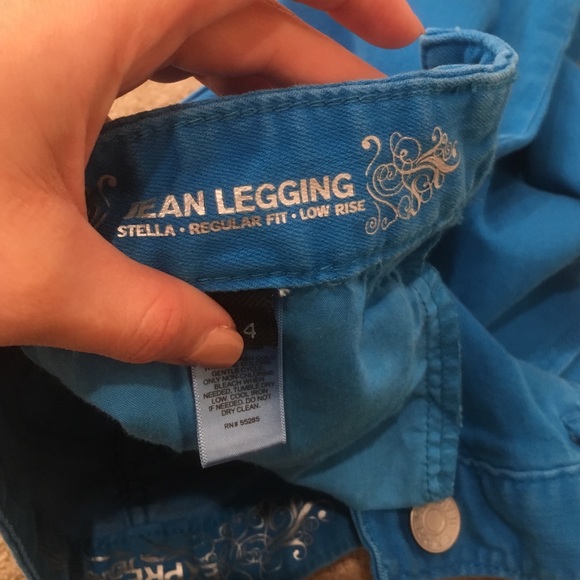 JEAN LEGGING
STELLA • REGULAR FIT • LOW RISE
4
GENTLE
ONLY NON-CHLORINE
BLEACH WHEN
NEEDED. TUMBLE DRY
LOW. COOL IRON
IF NEEDED. DO NOT
DRY CLEAN.
RN# 55285
EXPRE